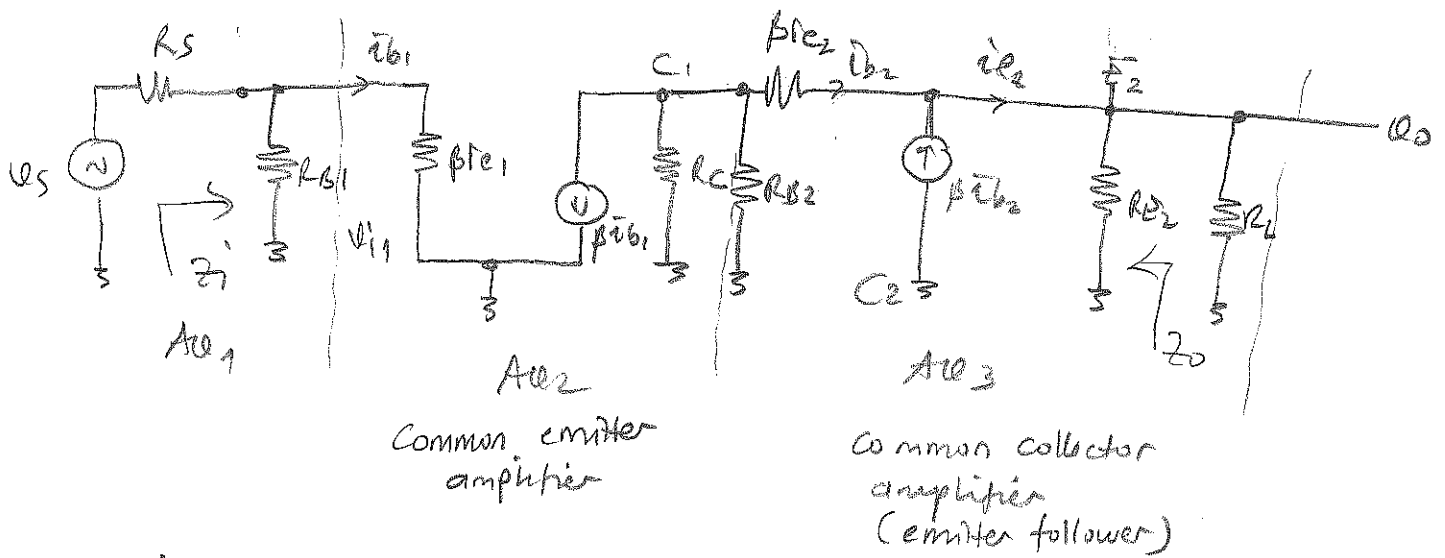 Rs
ib1
C1
βre2
ib2
ie2
E2
vo
vs
RB1
βre1
βib1
RC
RB2
βib2
RE2
RL
Zi
vi1
C2
Zo
Av1
Av2
Av3
Common emitter
amplifier
Common collector
amplifier
(emitter follower)